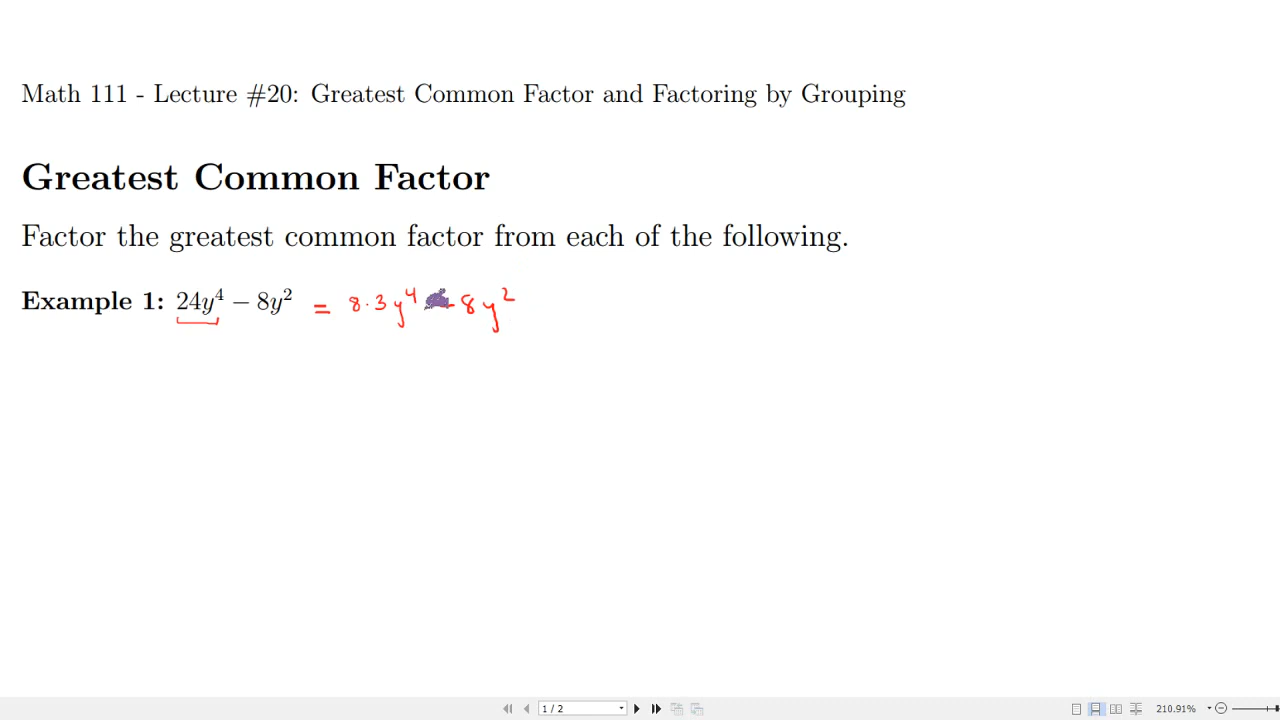 Math 111 - Lecture #20: Greatest Common Factor and Factoring by Grouping
Greatest Common Factor
Factor the greatest common factor from each of the following.
Example 1: 24y⁴ − 8y² = 8·3y⁴ − 8y²
1 / 2
210.91%